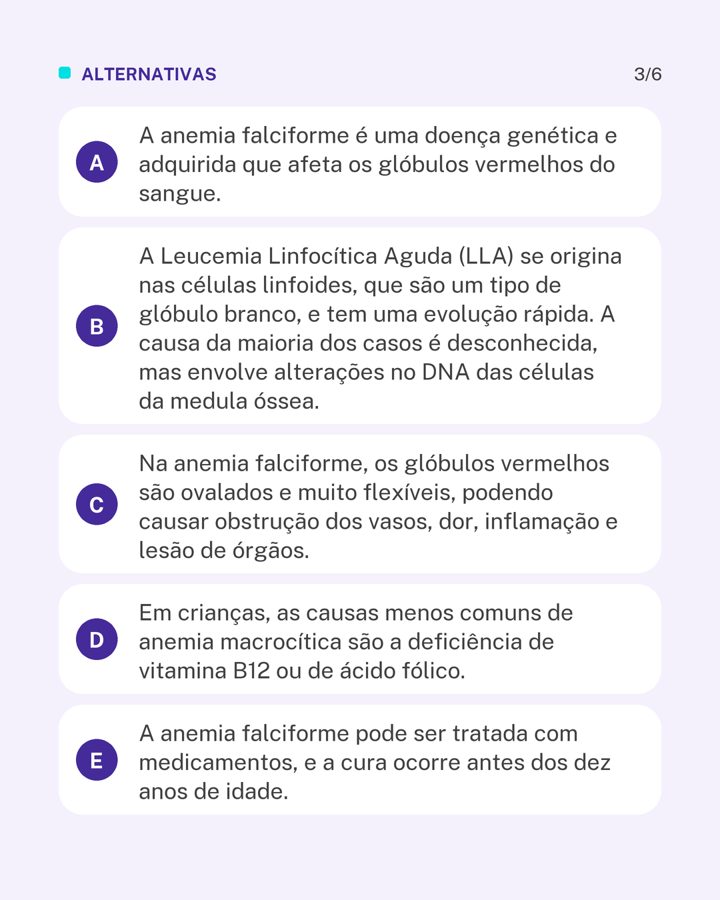 ALTERNATIVAS
3/6
A
A anemia falciforme é uma doença genética e
adquirida que afeta os glóbulos vermelhos do
sangue.
B
A Leucemia Linfocítica Aguda (LLA) se origina
nas células linfoides, que são um tipo de
glóbulo branco, e tem uma evolução rápida. A
causa da maioria dos casos é desconhecida,
mas envolve alterações no DNA das células
da medula óssea.
C
Na anemia falciforme, os glóbulos vermelhos
são ovalados e muito flexíveis, podendo
causar obstrução dos vasos, dor, inflamação e
lesão de órgãos.
D
Em crianças, as causas menos comuns de
anemia macrocítica são a deficiência de
vitamina B12 ou de ácido fólico.
E
A anemia falciforme pode ser tratada com
medicamentos, e a cura ocorre antes dos dez
anos de idade.